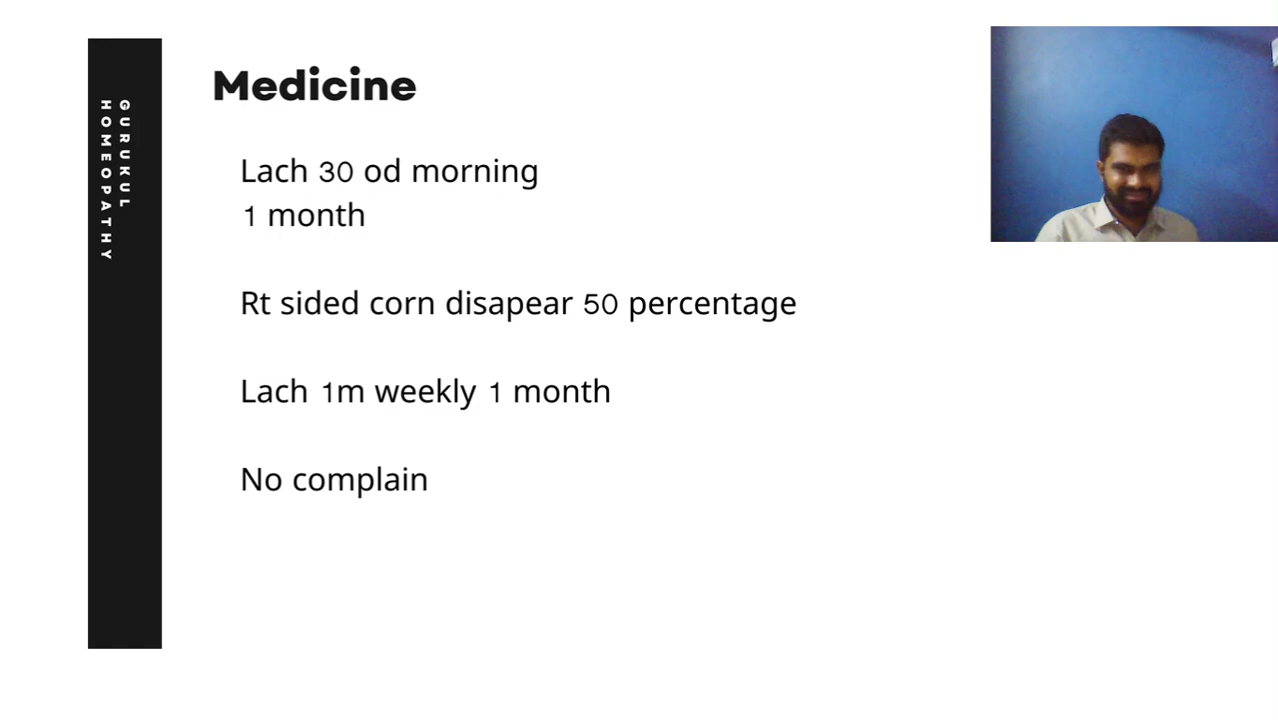 GURUKUL
HOMEOPATHY
Medicine
Lach 30 od morning
1 month
Rt sided corn disapear 50 percentage
Lach 1m weekly 1 month
No complain